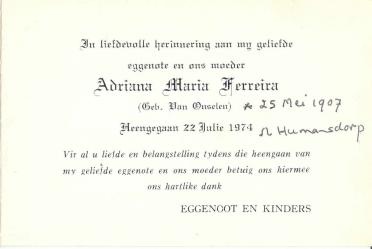 In liefdevolle herinnering aan my geliefde
eggenote en ons moeder
Adriana Maria Ferreira
(Geb. Van Onselen) * 25 Mei 1907
Heengegaan 22 Julie 1974 Humansdorp
Vir al u liefde en belangstelling tydens die heengaan van
my geliefde eggenote en ons moeder betuig ons hiermee
ons hartlike dank
EGGENOOT EN KINDERS